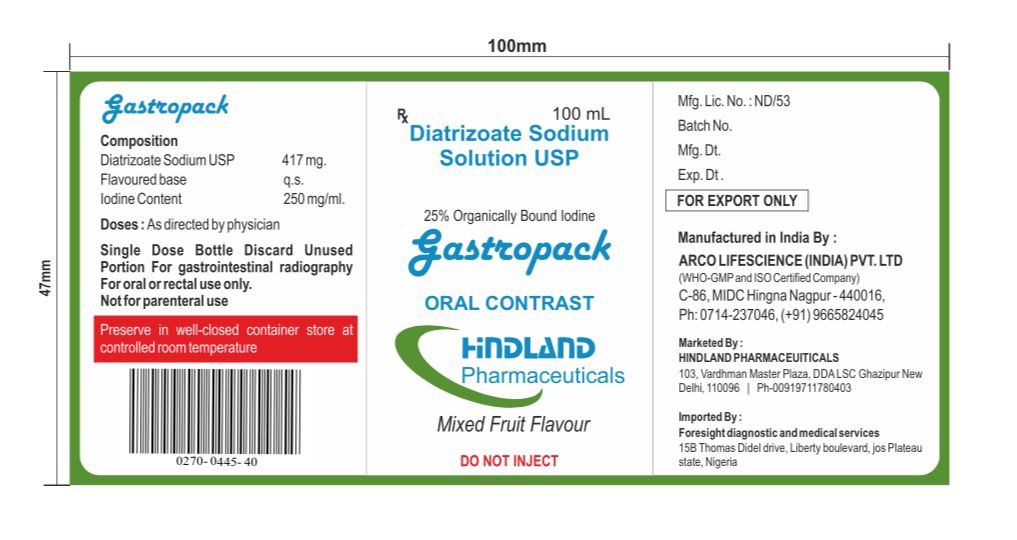 100mm
47mm
Gastropack
Composition
Diatrizoate Sodium USP 417 mg.
Flavoured base q.s.
Iodine Content 250 mg/ml.
Doses : As directed by physician
Single Dose Bottle Discard Unused
Portion For gastrointestinal radiography
For oral or rectal use only.
Not for parenteral use
Preserve in well-closed container store at
controlled room temperature
0270-0445-40
Rx 100 mL
Diatrizoate Sodium
Solution USP
25% Organically Bound Iodine
Gastropack
ORAL CONTRAST
HiNDLAND
Pharmaceuticals
Mixed Fruit Flavour
DO NOT INJECT
Mfg. Lic. No. : ND/53
Batch No.
Mfg. Dt.
Exp. Dt .
FOR EXPORT ONLY
Manufactured in India By :
ARCO LIFESCIENCE (INDIA) PVT. LTD
(WHO-GMP and ISO Certified Company)
C-86, MIDC Hingna Nagpur - 440016,
Ph: 0714-237046, (+91) 9665824045
Marketed By :
HINDLAND PHARMACEUITICALS
103, Vardhman Master Plaza, DDA LSC Ghazipur New
Delhi, 110096 | Ph-00919711780403
Imported By :
Foresight diagnostic and medical services
15B Thomas Didel drive, Liberty boulevard, jos Plateau
state, Nigeria